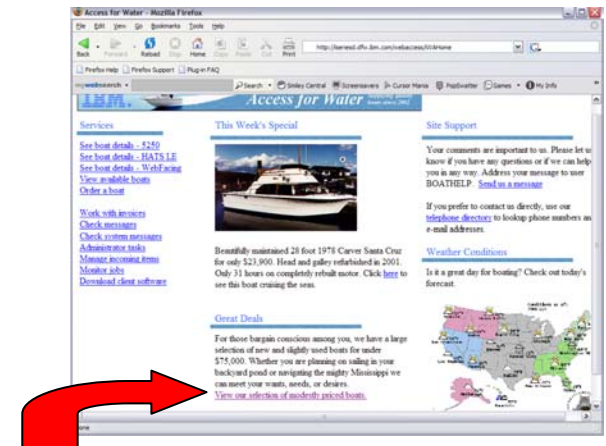 Access for Water - Mozilla Firefox
File Edit View Go Bookmarks Tools Help
Back Forward Reload Stop Home Copy Paste Cut Print
Firefox Help Firefox Support Plug-in FAQ
Search Smiley Central Screensavers Cursor Mania PopSwatter Games My Info
IBM. Access for Water
Services
See boat details - 5250
See boat details - HATS LE
See boat details - WebFacing
View available boats
Order a boat
Work with invoices
Check messages
Check system messages
Administrator tasks
Manage incoming items
Monitor jobs
Download client software
This Week's Special
Beautifully maintained 28 foot 1978 Carver Santa Cruz
for only $23,900. Head and galley refurbished in 2001.
Only 31 hours on completely rebuilt motor. Click here to
see this boat cruising the seas.
Great Deals
For those bargain conscious among you, we have a large
selection of new and slightly used boats for under
$75,000. Whether you are planning on sailing in your
backyard pond or navigating the mighty Mississippi we
can meet your wants, needs, or desires.
View our selection of modestly priced boats.
Site Support
Your comments are important to us. Please let us
know if you have any questions or if we can help
you in any way. Address your message to user
BOATHELP. Send us a message
If you prefer to contact us directly, use our
telephone directory to lookup phone numbers an
e-mail addresses.
Weather Conditions
Is it a great day for boating? Check out today's
forecast.